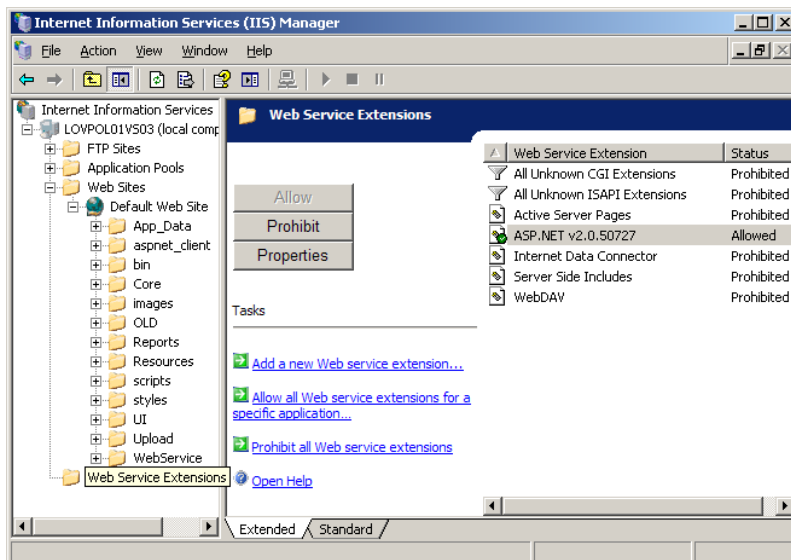 Internet Information Services (IIS) Manager
File Action View Window Help
Internet Information Services
LOVPOL01VS03 (local comp
FTP Sites
Application Pools
Web Sites
Default Web Site
App_Data
aspnet_client
bin
Core
images
OLD
Reports
Resources
scripts
styles
UI
Upload
WebService
Web Service Extensions
Web Service Extensions
Allow
Prohibit
Properties
Tasks
Add a new Web service extension...
Allow all Web service extensions for a
specific application...
Prohibit all Web service extensions
Open Help
Web Service Extension Status
All Unknown CGI Extensions Prohibited
All Unknown ISAPI Extensions Prohibited
Active Server Pages Prohibited
ASP.NET v2.0.50727 Allowed
Internet Data Connector Prohibited
Server Side Includes Prohibited
WebDAV Prohibited
Extended Standard